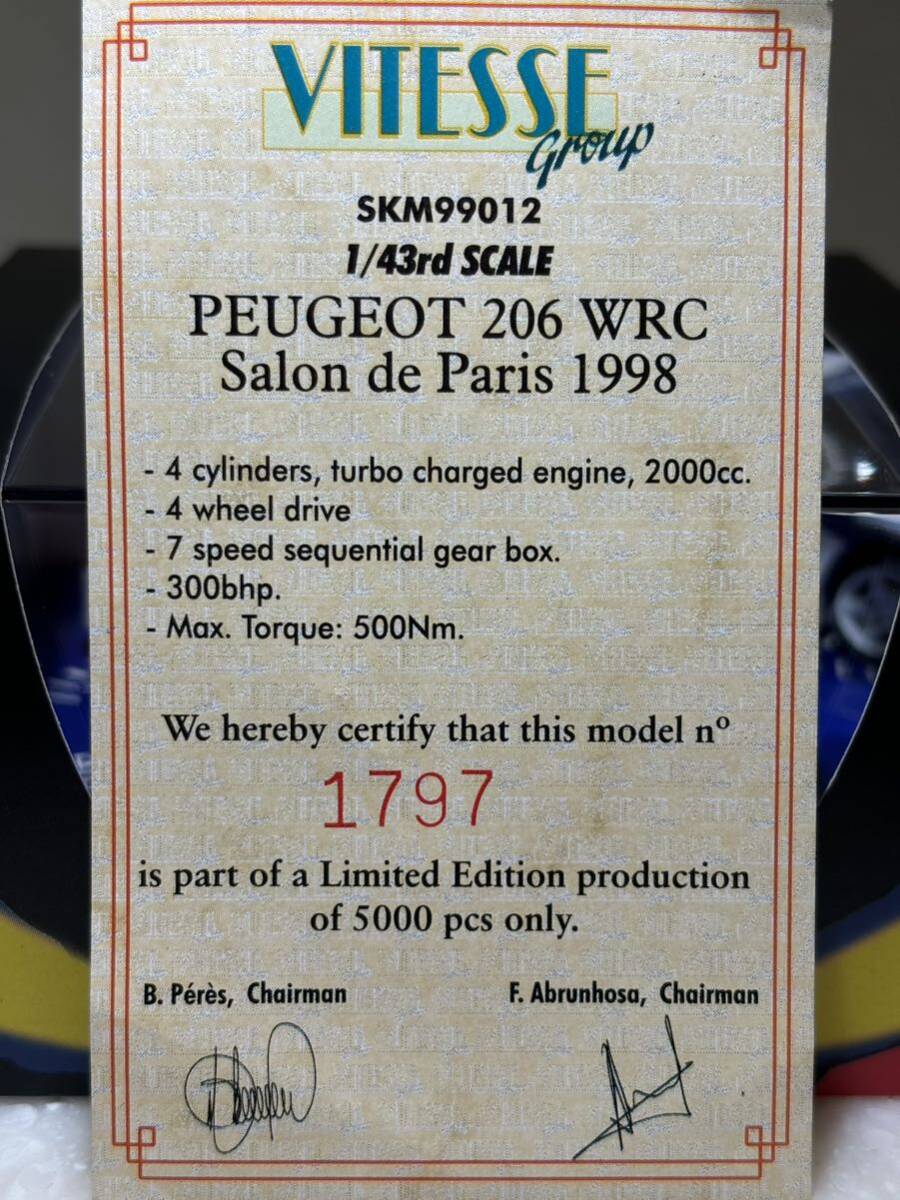 VITESSE
Group
SKM99012
1/43rd SCALE
PEUGEOT 206 WRC
Salon de Paris 1998
- 4 cylinders, turbo charged engine, 2000cc.
- 4 wheel drive
- 7 speed sequential gear box.
- 300bhp.
- Max. Torque: 500Nm.
We hereby certify that this model nº
1797
is part of a Limited Edition production
of 5000 pcs only.
B. Pérès, Chairman F. Abrunhosa, Chairman